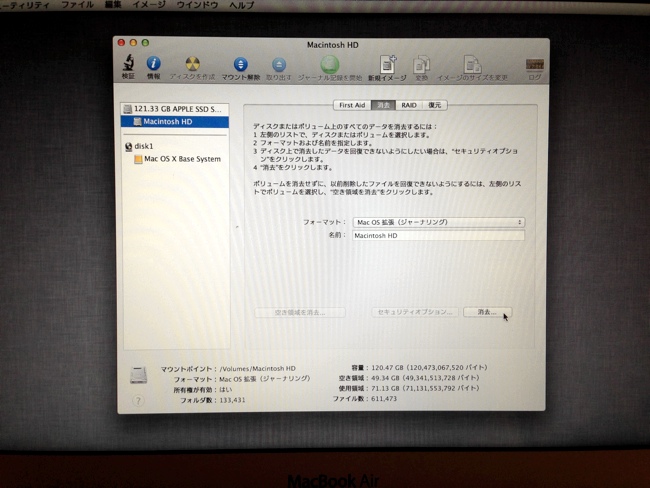 ーティリティ ファイル 編集 イメージ ウインドウ ヘルプ
Macintosh HD
検証 情報 ディスクを作成 マウント解除 取り出す ジャーナル記録を開始 新規イメージ 変換 イメージのサイズを変更 ログ
121.33 GB APPLE SSD S...
Macintosh HD
disk1
Mac OS X Base System
First Aid 消去 RAID 復元
ディスクまたはボリューム上のすべてのデータを消去するには：
1 左側のリストで、ディスクまたはボリュームを選択します。
2 フォーマットおよび名前を指定します。
3 ディスク上で消去したデータを回復できないようにしたい場合は、“セキュリティオプショ
ン”をクリックします。
4 “消去”をクリックします。
ボリュームを消去せずに、以前削除したファイルを回復できないようにするには、左側のリス
トでボリュームを選択し、“空き領域を消去”をクリックします。
フォーマット： Mac OS 拡張（ジャーナリング）
名前： Macintosh HD
空き領域を消去... セキュリティオプション... 消去...
マウントポイント：/Volumes/Macintosh HD
フォーマット：Mac OS 拡張（ジャーナリング）
所有権が有効：はい
フォルダ数：133,431
容量：120.47 GB（120,473,067,520 バイト）
空き領域：49.34 GB（49,341,513,728 バイト）
使用領域：71.13 GB（71,131,553,792 バイト）
ファイル数：611,473
?
MacBook Air